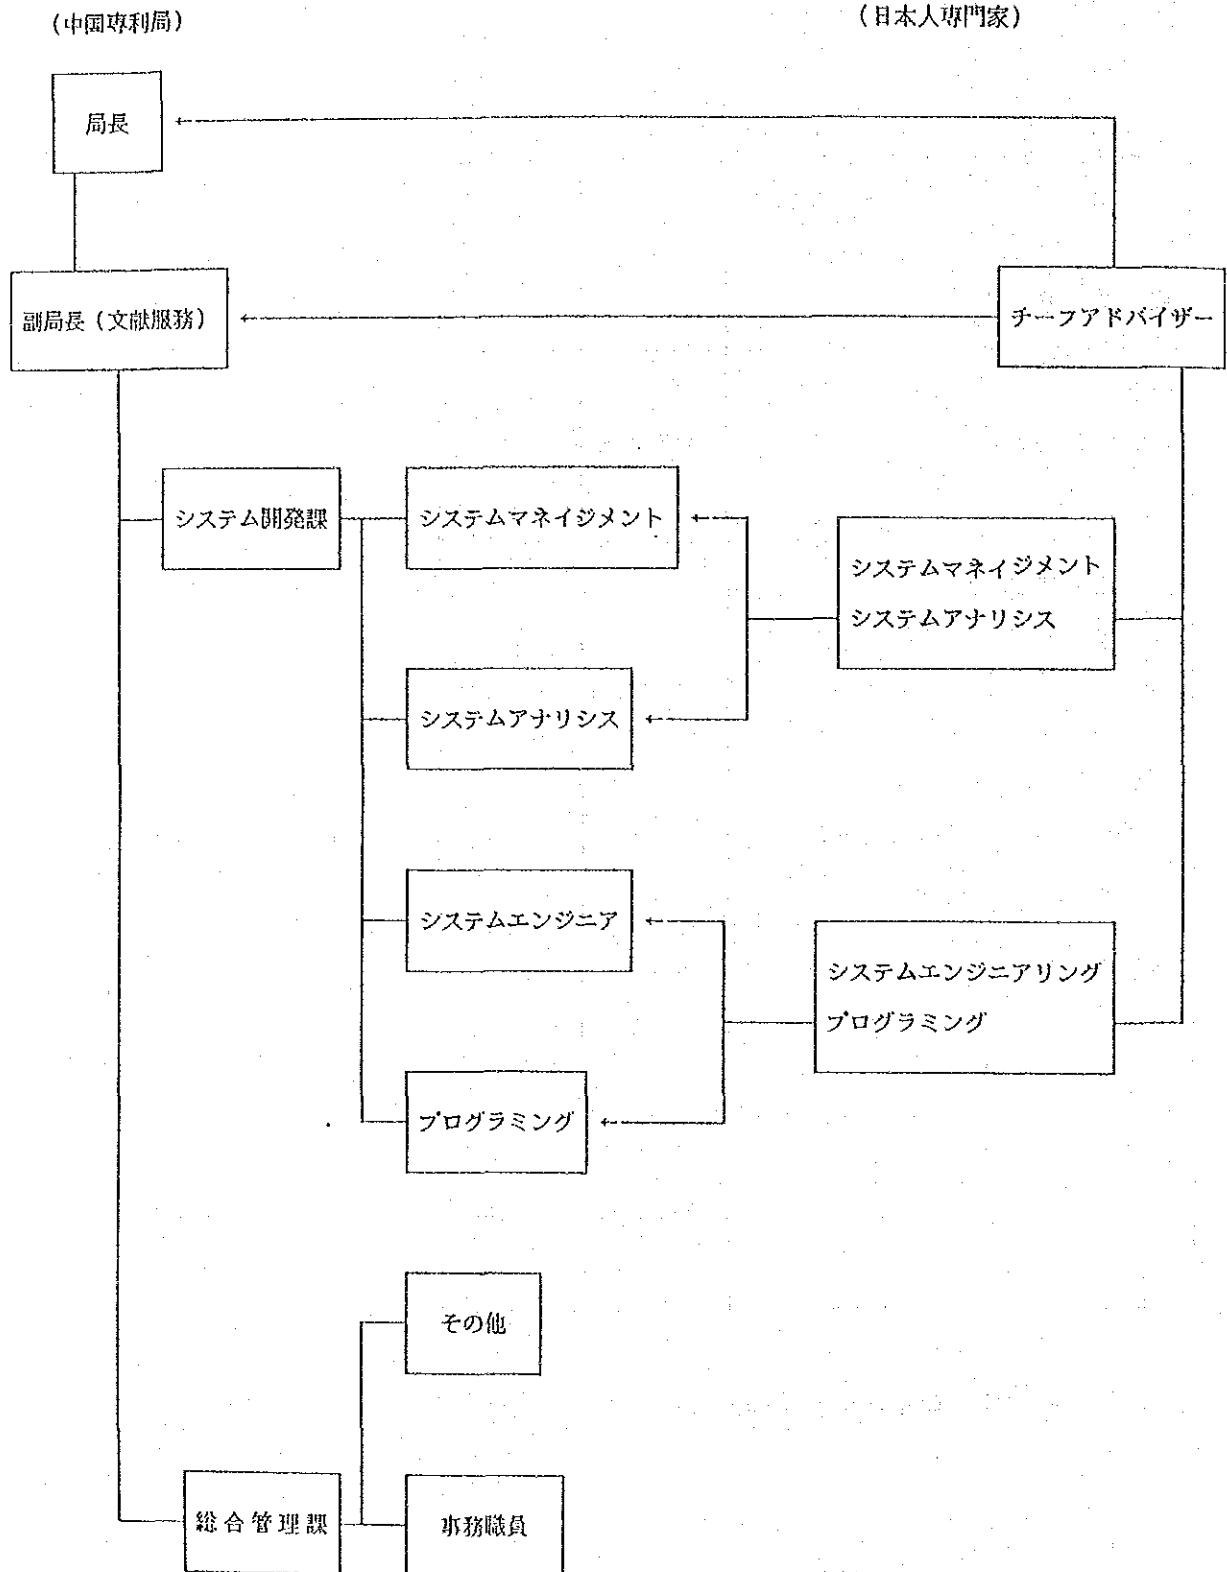 （中国専利局）
（日本人専門家）
局長
副局長（文献服務）
チーフアドバイザー
システム開発課
システムマネイジメント
システムマネイジメント
システムアナリシス
システムアナリシス
システムエンジニア
システムエンジニアリング
プログラミング
プログラミング
その他
総合管理課
事務職員